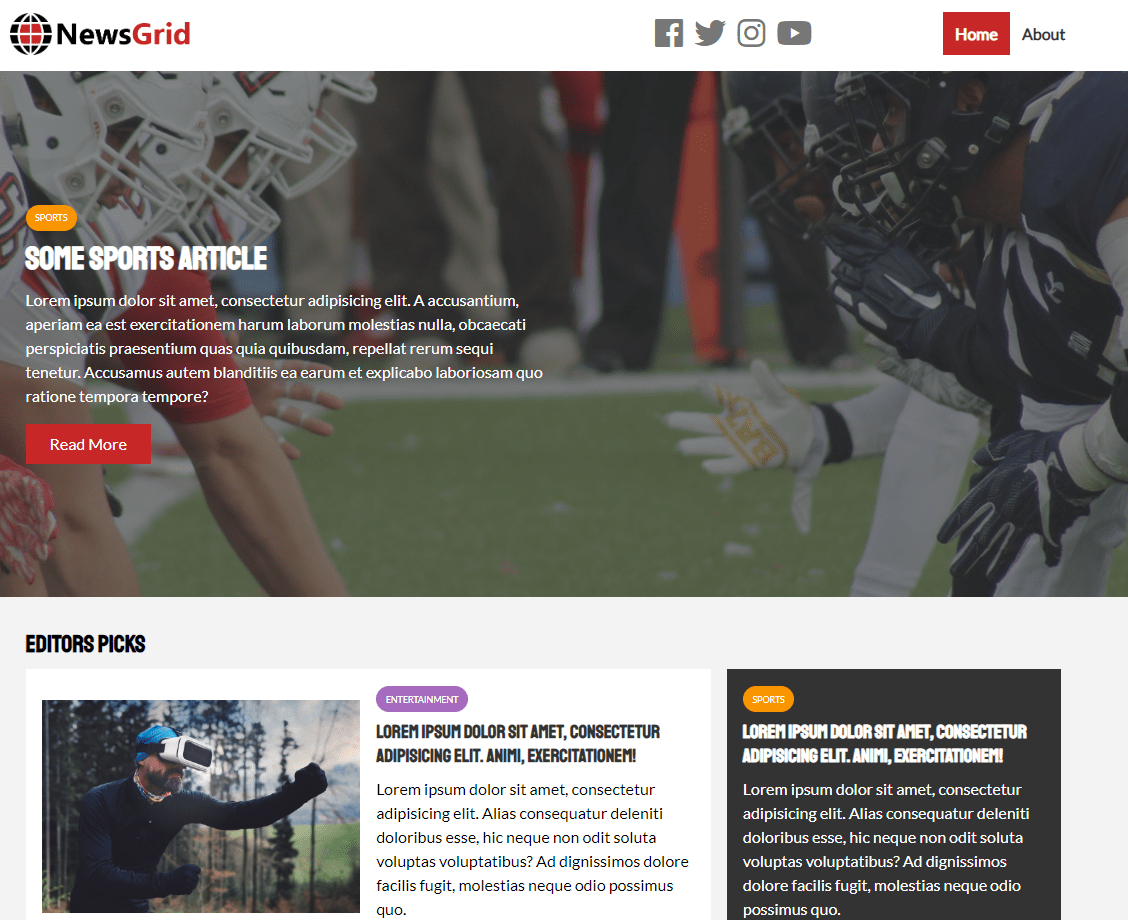 NewsGrid
Home
About
SPORTS
SOME SPORTS ARTICLE
Lorem ipsum dolor sit amet, consectetur adipisicing elit. A accusantium,
aperiam ea est exercitationem harum laborum molestias nulla, obcaecati
perspiciatis praesentium quas quia quibusdam, repellat rerum sequi
tenetur. Accusamus autem blanditiis ea earum et explicabo laboriosam quo
ratione tempora tempore?
Read More
EDITORS PICKS
ENTERTAINMENT
LOREM IPSUM DOLOR SIT AMET, CONSECTETUR
ADIPISICING ELIT. ANIMI, EXERCITATIONEM!
Lorem ipsum dolor sit amet, consectetur
adipisicing elit. Alias consequatur deleniti
doloribus esse, hic neque non odit soluta
voluptas voluptatibus? Ad dignissimos dolore
facilis fugit, molestias neque odio possimus
quo.
SPORTS
LOREM IPSUM DOLOR SIT AMET, CONSECTETUR
ADIPISICING ELIT. ANIMI, EXERCITATIONEM!
Lorem ipsum dolor sit amet, consectetur
adipisicing elit. Alias consequatur deleniti
doloribus esse, hic neque non odit soluta
voluptas voluptatibus? Ad dignissimos
dolore facilis fugit, molestias neque odio
possimus quo.